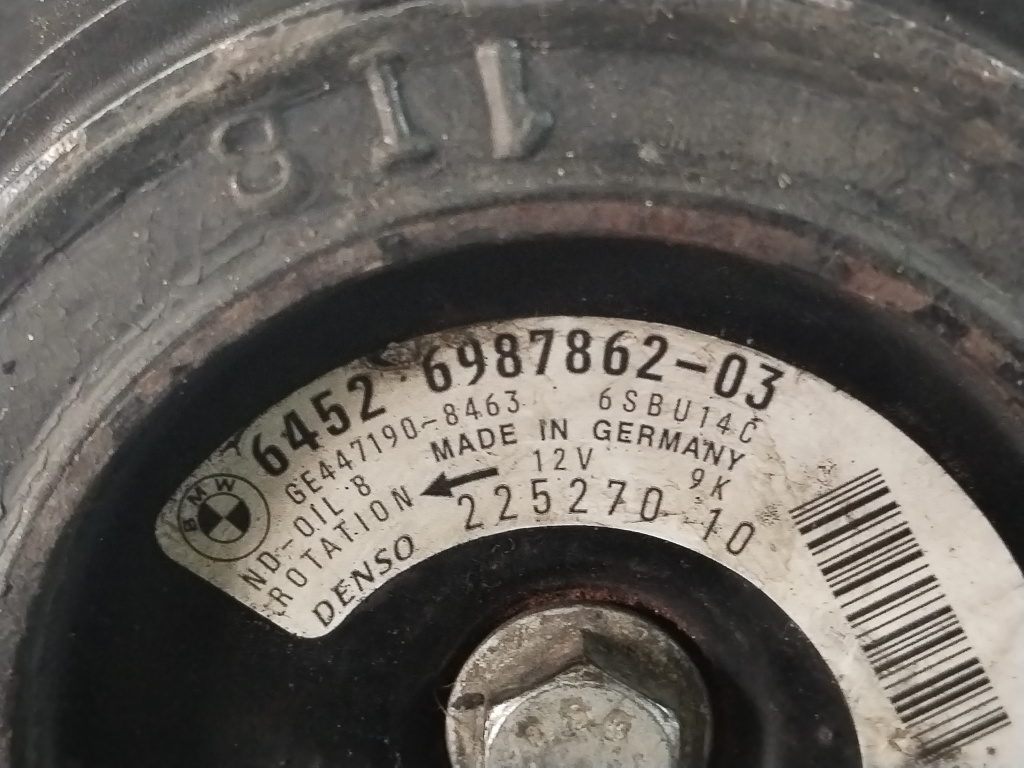 811
6452 6987862-03
GE447190-8463 6SBU14C
MADE IN GERMANY
BMW
ND-OIL 8 12V 9K
ROTATION 225270 10
DENSO